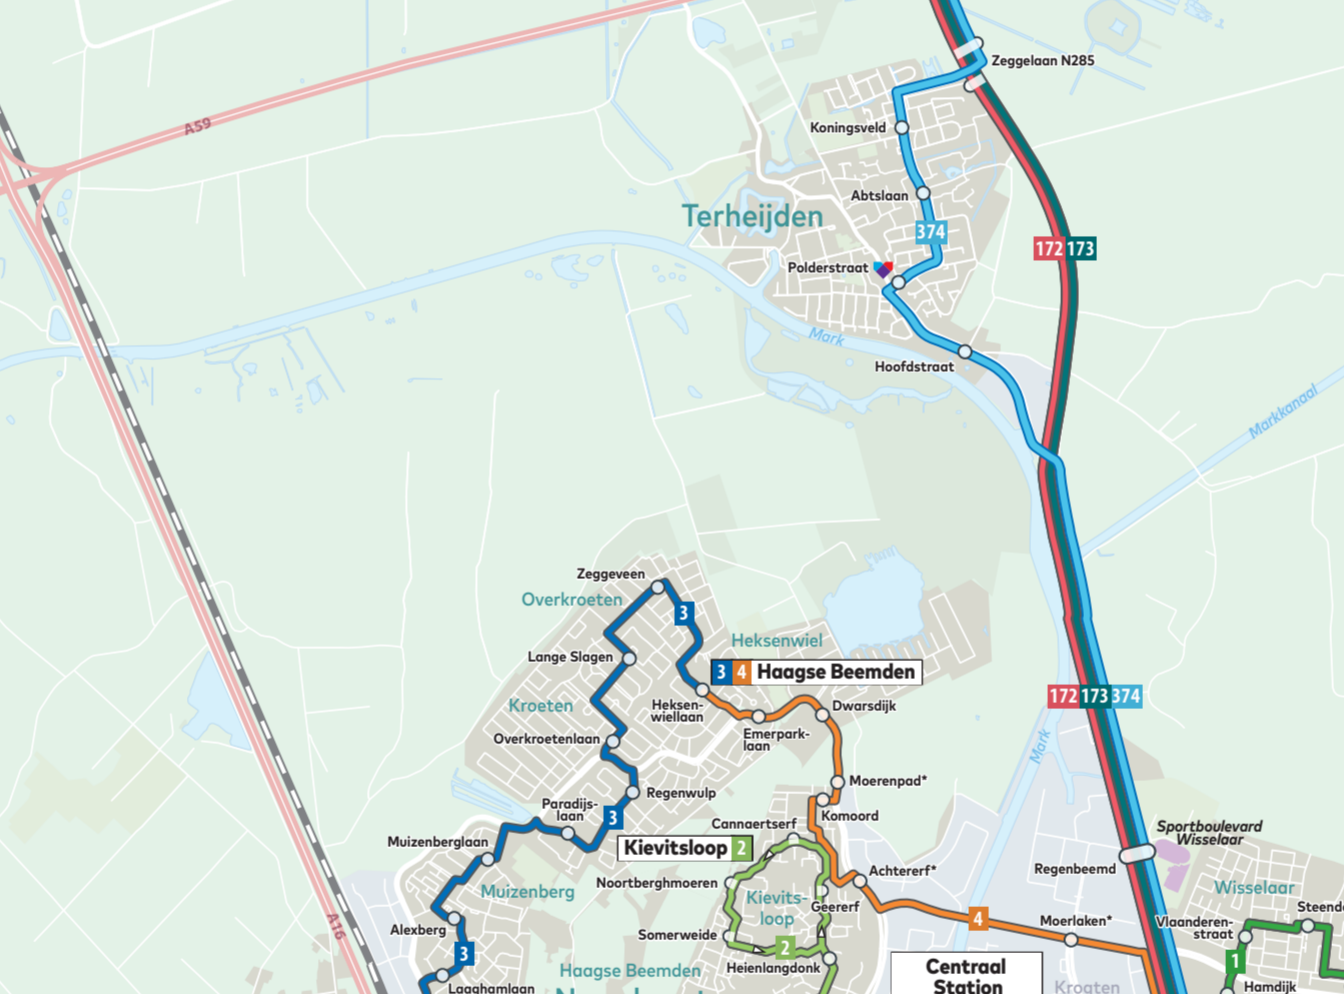 Zeggelaan N285
A59
Koningsveld
Abtslaan
Terheijden
374
172 173
Polderstraat
Mark
Hoofdstraat
Markkanaal
Zeggeveen
Overkroeten
3
Heksenwiel
Lange Slagen
3 4 Haagse Beemden
172 173 374
Kroeten
Heksen-
wiellaan
Dwarsdijk
Emerpark-
laan
Overkroetenlaan
Mark
Moerenpad*
Regenwulp
Paradijs-
laan
3
Komoord
Cannaertserf
Muizenberglaan
Kievitsloop 2
Sportboulevard
Wisselaar
Regenbeemd
Achtererf*
Noortberghmoeren
Muizenberg
Kievits-
loop
Geererf
Wisselaar
Steend
A16
Alexberg
4
Moerlaken*
Vlaanderen-
straat
Somerweide
2
3
Heienlangdonk
1
Haagse Beemden
Centraal
Station
Laaghamlaan
Kroaten
Hamdijk